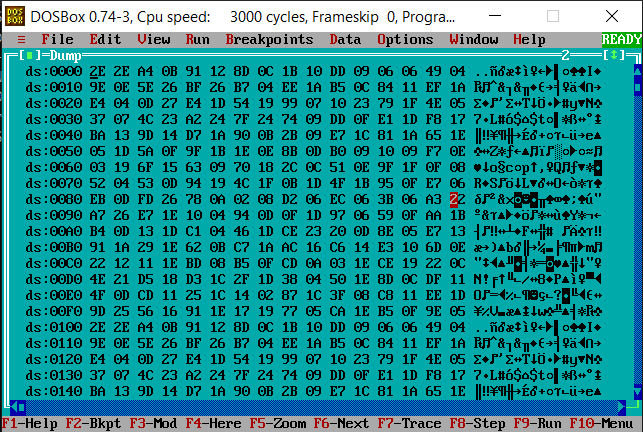 DOSBox 0.74-3, Cpu speed:     3000 cycles, Frameskip  0, Progra...
≡  File  Edit  View  Run  Breakpoints  Data  Options  Window  Help  READY
[■]-Dump 2 [↕]
ds:0000 2E 2E A4 0B 91 12 8D 0C 1B 10 DD 09 06 06 49 04
ds:0010 9E 0E 5E 26 BF 26 B7 04 EE 1A B5 0C 84 11 EF 1A
ds:0020 E4 04 0D 27 E4 1D 54 19 99 07 10 23 79 1F 4E 05
ds:0030 37 07 4C 23 A2 24 7F 24 74 09 DF 0E E1 1D F8 17
ds:0040 BA 13 9D 14 D7 1A 90 0B 2B 09 E7 1C 81 1A 65 1E
ds:0050 05 1D 5A 0F 9F 1B 1E 0E 8B 0D B0 09 10 09 F7 0E
ds:0060 03 19 6F 15 63 09 70 18 2C 0C 51 0E 9F 1F 0F 08
ds:0070 52 04 53 0D 94 19 4C 1F 0B 1D 4F 1B 95 0F E7 06
ds:0080 EB 0D FD 26 78 0A 02 08 D2 06 EC 06 3B 06 A3 22
ds:0090 A7 26 E7 1E 10 04 94 0D 0F 1D 97 06 59 0F AA 1B
ds:00A0 B4 0D 13 1D C1 04 46 1D CE 23 20 0D 8E 05 E7 13
ds:00B0 91 1A 29 1E 62 0B C7 1A AC 16 C6 14 E3 10 6D 0E
ds:00C0 22 12 11 1E BD 08 B5 0F CD 0A 03 1E CE 19 22 0C
ds:00D0 4E 21 D5 18 D3 1C 2F 1D 38 04 50 1E 8D 0C DF 11
ds:00E0 4F 0D CD 11 25 1C 14 02 87 1C 3F 08 C8 11 EE 1D
ds:00F0 9D 25 56 16 91 1E 17 19 77 05 CA 1E B5 0F 9E 05
ds:0100 2E 2E A4 0B 91 12 8D 0C 1B 10 DD 09 06 06 49 04
ds:0110 9E 0E 5E 26 BF 26 B7 04 EE 1A B5 0C 84 11 EF 1A
ds:0120 E4 04 0D 27 E4 1D 54 19 99 07 10 23 79 1F 4E 05
ds:0130 37 07 4C 23 A2 24 7F 24 74 09 DF 0E E1 1D F8 17
ds:0140 BA 13 9D 14 D7 1A 90 0B 2B 09 E7 1C 81 1A 65 1E
F1-Help F2-Bkpt F3-Mod F4-Here F5-Zoom F6-Next F7-Trace F8-Step F9-Run F10-Menu